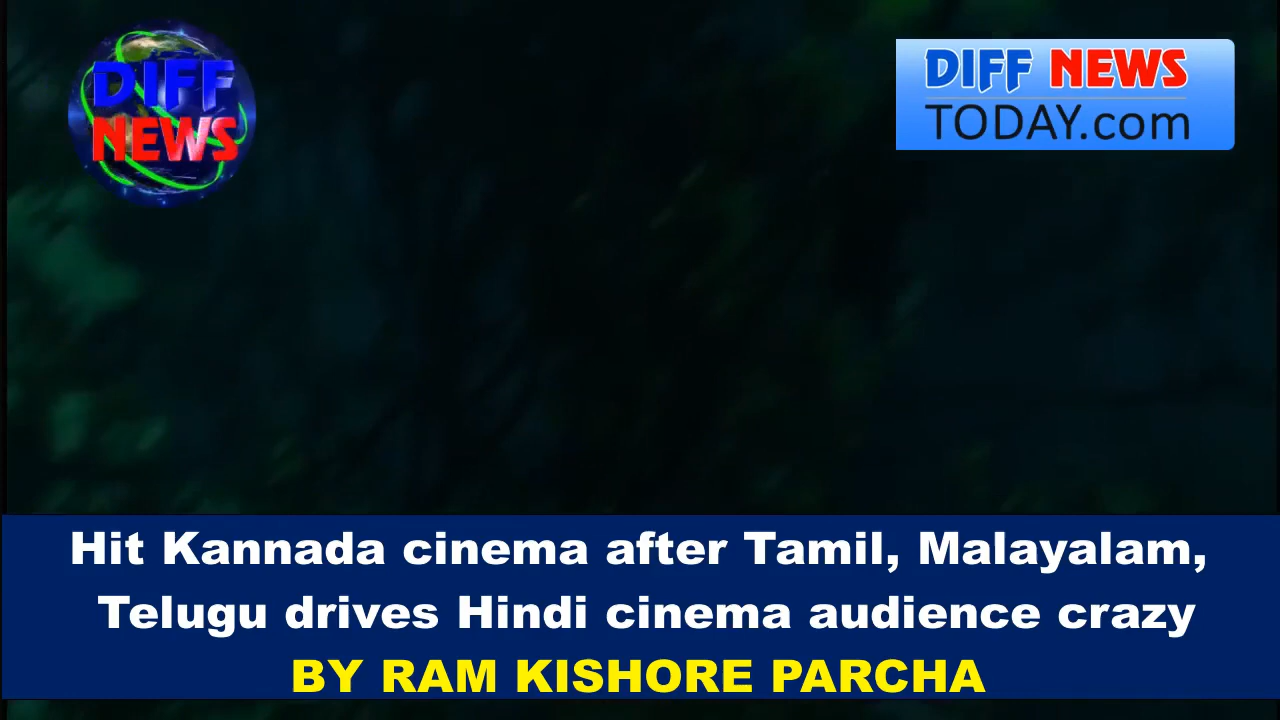 DIFF
NEWS
DIFF NEWS
TODAY.com
Hit Kannada cinema after Tamil, Malayalam,
Telugu drives Hindi cinema audience crazy
BY RAM KISHORE PARCHA